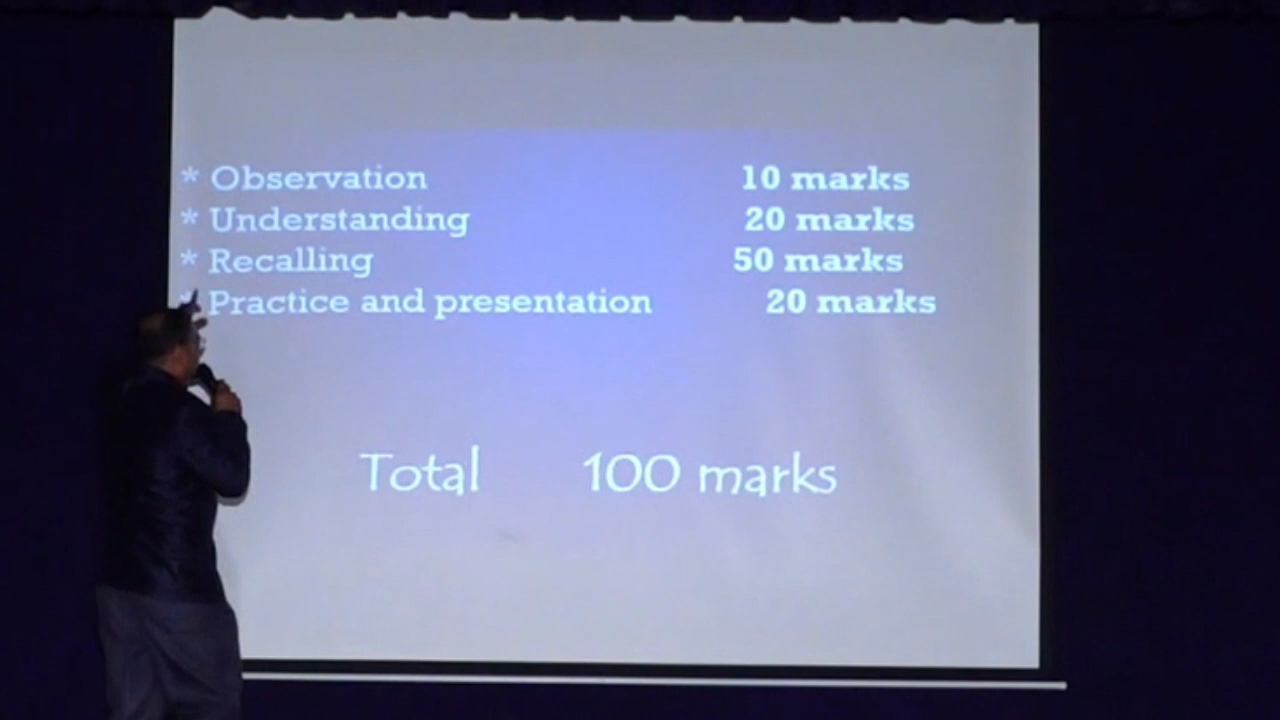 * Observation 10 marks
* Understanding 20 marks
* Recalling 50 marks
* Practice and presentation 20 marks
Total 100 marks